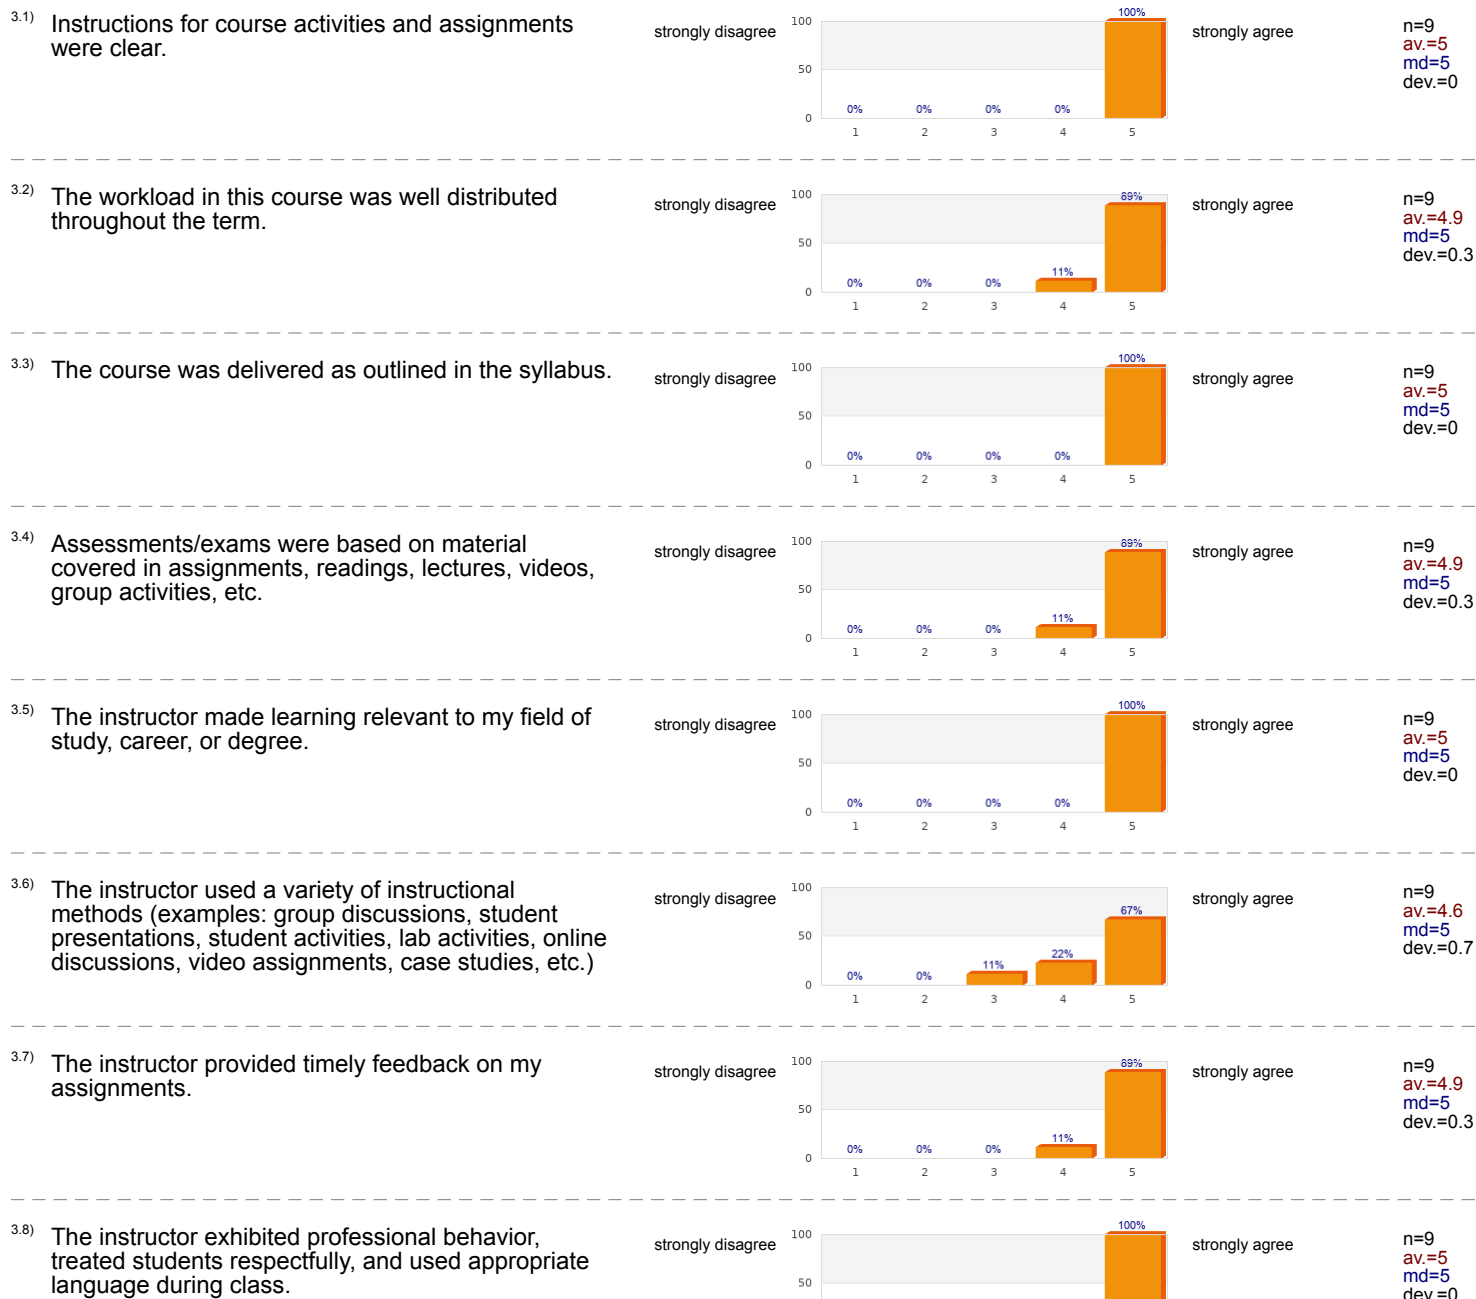 3.1) Instructions for course activities and assignments
were clear.
strongly disagree
100
50
0
0% 0% 0% 0% 100%
1 2 3 4 5
strongly agree
n=9
av.=5
md=5
dev.=0
3.2) The workload in this course was well distributed
throughout the term.
strongly disagree
100
50
0
0% 0% 0% 11% 89%
1 2 3 4 5
strongly agree
n=9
av.=4.9
md=5
dev.=0.3
3.3) The course was delivered as outlined in the syllabus.
strongly disagree
100
50
0
0% 0% 0% 0% 100%
1 2 3 4 5
strongly agree
n=9
av.=5
md=5
dev.=0
3.4) Assessments/exams were based on material
covered in assignments, readings, lectures, videos,
group activities, etc.
strongly disagree
100
50
0
0% 0% 0% 11% 89%
1 2 3 4 5
strongly agree
n=9
av.=4.9
md=5
dev.=0.3
3.5) The instructor made learning relevant to my field of
study, career, or degree.
strongly disagree
100
50
0
0% 0% 0% 0% 100%
1 2 3 4 5
strongly agree
n=9
av.=5
md=5
dev.=0
3.6) The instructor used a variety of instructional
methods (examples: group discussions, student
presentations, student activities, lab activities, online
discussions, video assignments, case studies, etc.)
strongly disagree
100
50
0
0% 0% 11% 22% 67%
1 2 3 4 5
strongly agree
n=9
av.=4.6
md=5
dev.=0.7
3.7) The instructor provided timely feedback on my
assignments.
strongly disagree
100
50
0
0% 0% 0% 11% 89%
1 2 3 4 5
strongly agree
n=9
av.=4.9
md=5
dev.=0.3
3.8) The instructor exhibited professional behavior,
treated students respectfully, and used appropriate
language during class.
strongly disagree
100
50
100%
strongly agree
n=9
av.=5
md=5
dev.=0